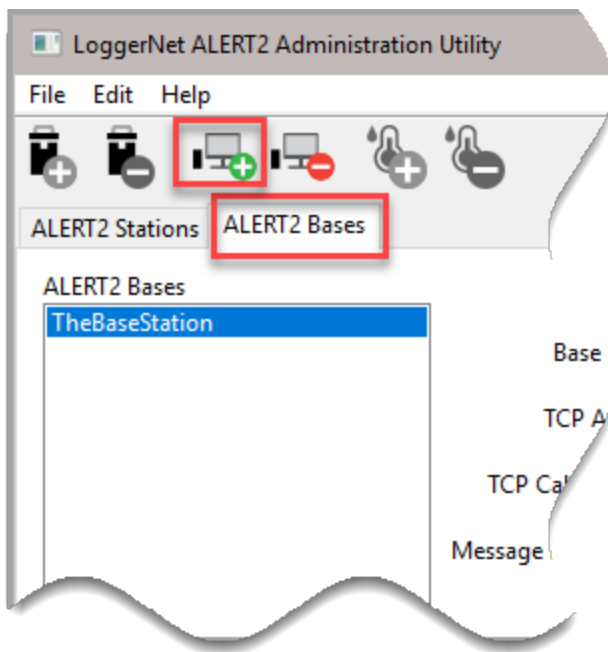 LoggerNet ALERT2 Administration Utility
File Edit Help
ALERT2 Stations ALERT2 Bases
ALERT2 Bases
TheBaseStation
Base
TCP
TCP
Message